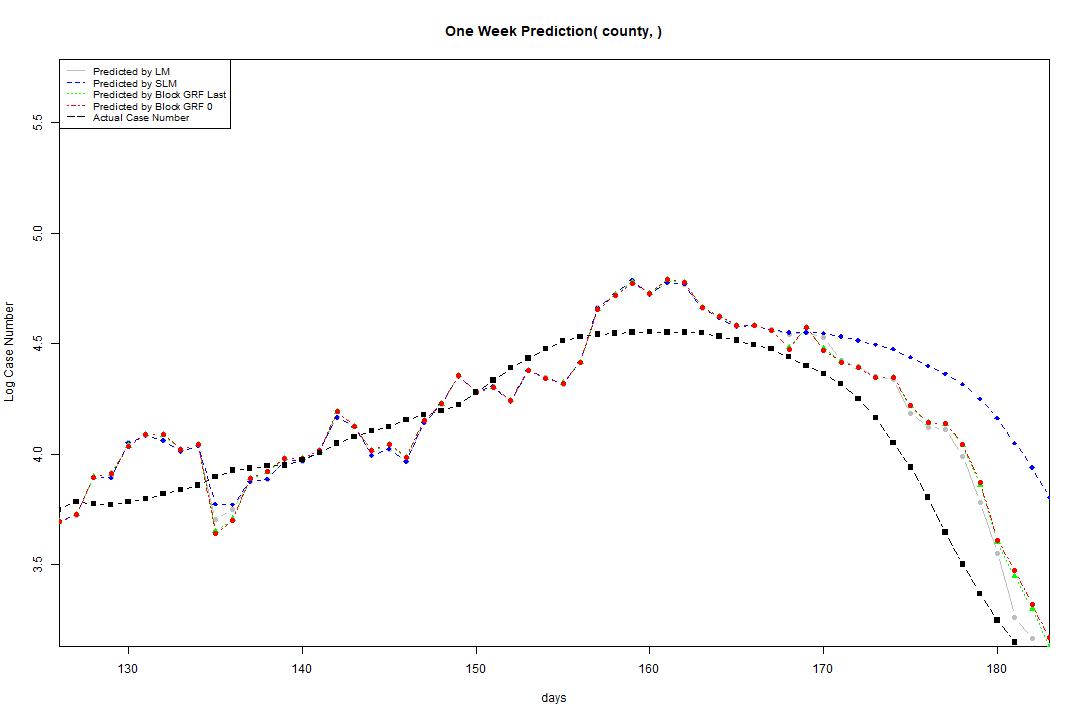 One Week Prediction( county, )
Predicted by LM
Predicted by SLM
Predicted by Block GRF Last
Predicted by Block GRF 0
Actual Case Number
5.5
5.0
4.5
4.0
3.5
Log Case Number
130 140 150 160 170 180
days